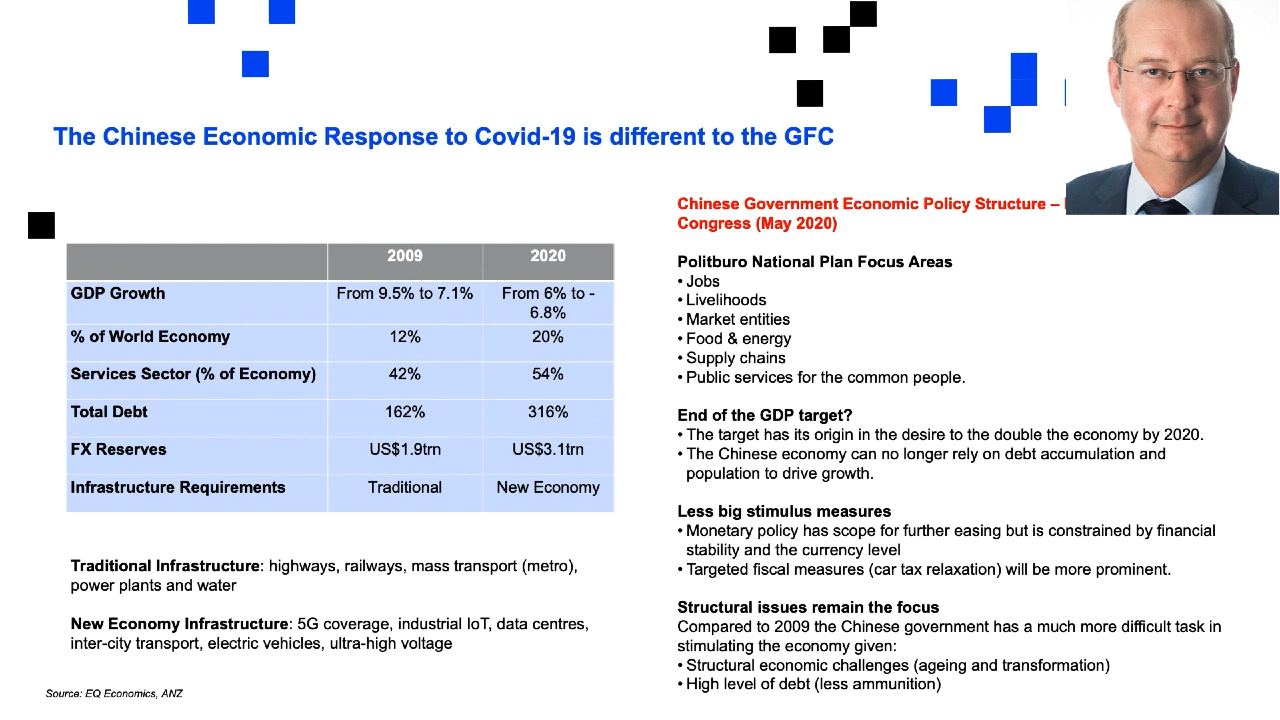 The Chinese Economic Response to Covid-19 is different to the GFC
2009 2020
GDP Growth From 9.5% to 7.1% From 6% to -
6.8%
% of World Economy 12% 20%
Services Sector (% of Economy) 42% 54%
Total Debt 162% 316%
FX Reserves US$1.9trn US$3.1trn
Infrastructure Requirements Traditional New Economy
Traditional Infrastructure: highways, railways, mass transport (metro),
power plants and water
New Economy Infrastructure: 5G coverage, industrial IoT, data centres,
inter-city transport, electric vehicles, ultra-high voltage
Source: EQ Economics, ANZ
Chinese Government Economic Policy Structure –
Congress (May 2020)
Politburo National Plan Focus Areas
• Jobs
• Livelihoods
• Market entities
• Food & energy
• Supply chains
• Public services for the common people.
End of the GDP target?
• The target has its origin in the desire to the double the economy by 2020.
• The Chinese economy can no longer rely on debt accumulation and
population to drive growth.
Less big stimulus measures
• Monetary policy has scope for further easing but is constrained by financial
stability and the currency level
• Targeted fiscal measures (car tax relaxation) will be more prominent.
Structural issues remain the focus
Compared to 2009 the Chinese government has a much more difficult task in
stimulating the economy given:
• Structural economic challenges (ageing and transformation)
• High level of debt (less ammunition)